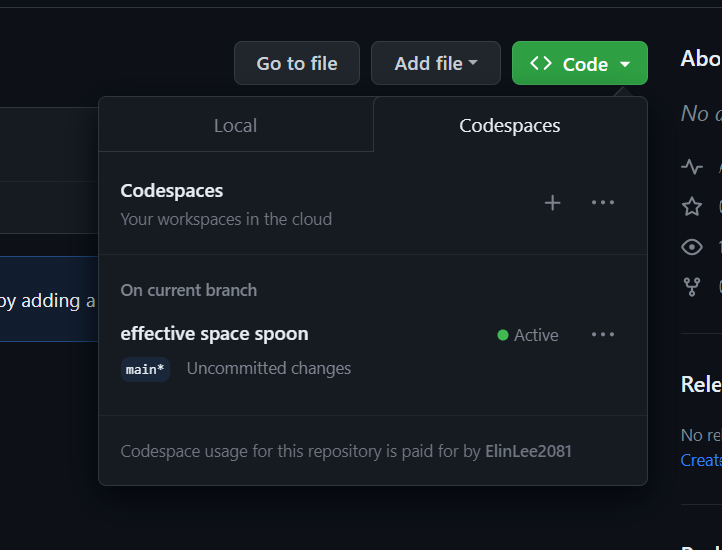 Go to file
Add file
Code
Abo
No
Local
Codespaces
Codespaces
Your workspaces in the cloud
by adding a
On current branch
effective space spoon
Active
main*
Uncommitted changes
Rele
No re
Create
Codespace usage for this repository is paid for by ElinLee2081